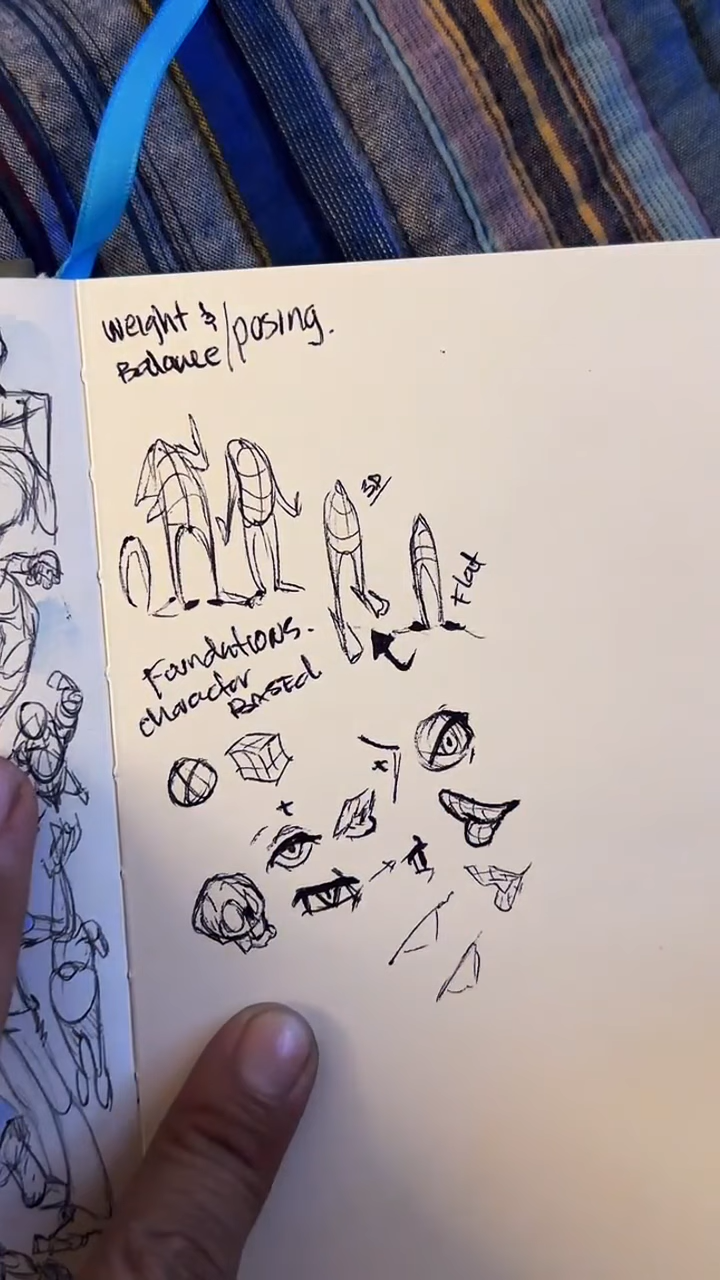 weight &
Balance/posing.
3D
Flat
Foundations.
character
BASED